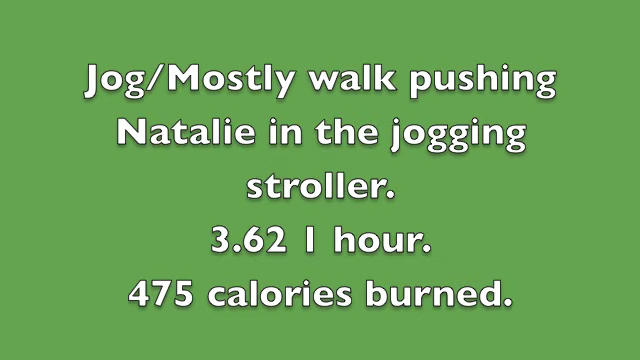 Jog/Mostly walk pushing
Natalie in the jogging
stroller.
3.62 1 hour.
475 calories burned.